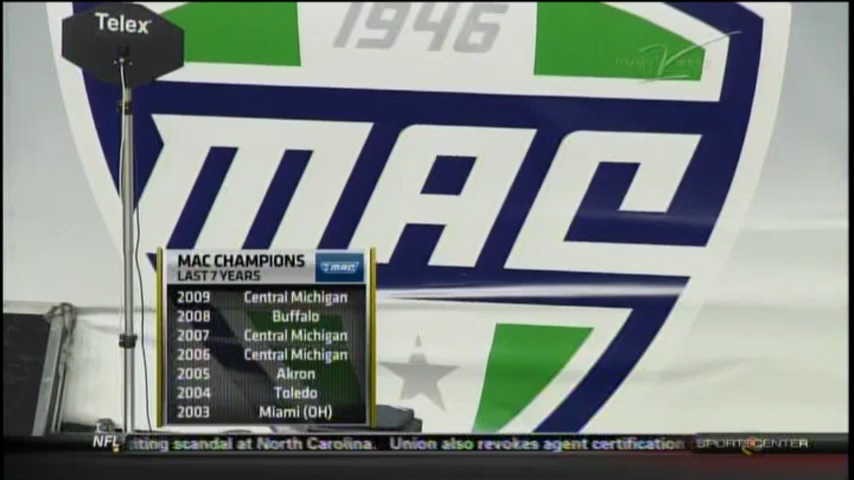 Telex
1946
MAC
MAC CHAMPIONS
LAST 7 YEARS
MAC
2009 Central Michigan
2008 Buffalo
2007 Central Michigan
2006 Central Michigan
2005 Akron
2004 Toledo
2003 Miami (OH)
NFL iting scandal at North Carolina. Union also revokes agent certification SPORTSCENTER